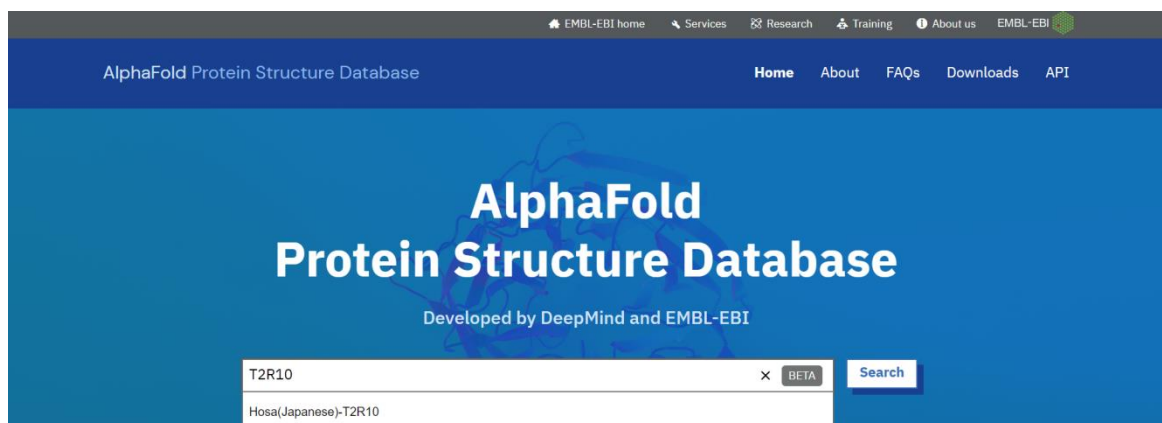 EMBL-EBI home Services Research Training About us EMBL-EBI
AlphaFold Protein Structure Database Home About FAQs Downloads API
AlphaFold
Protein Structure Database
Developed by DeepMind and EMBL-EBI
T2R10 × BETA Search
Hosa(Japanese)-T2R10